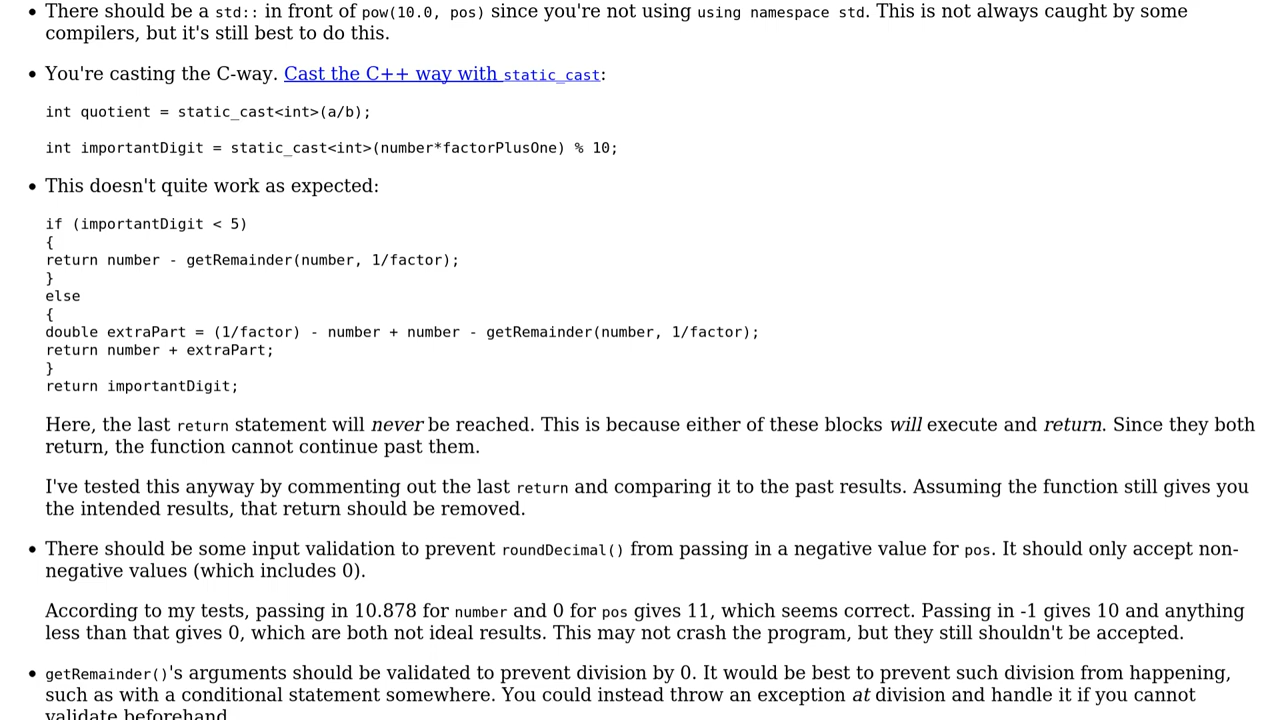 There should be a std:: in front of pow(10.0, pos) since you're not using using namespace std. This is not always caught by some
compilers, but it's still best to do this.
You're casting the C-way. Cast the C++ way with static_cast:
int quotient = static_cast<int>(a/b);
int importantDigit = static_cast<int>(number*factorPlusOne) % 10;
This doesn't quite work as expected:
if (importantDigit < 5)
{
return number - getRemainder(number, 1/factor);
}
else
{
double extraPart = (1/factor) - number + number - getRemainder(number, 1/factor);
return number + extraPart;
}
return importantDigit;
Here, the last return statement will never be reached. This is because either of these blocks will execute and return. Since they both
return, the function cannot continue past them.
I've tested this anyway by commenting out the last return and comparing it to the past results. Assuming the function still gives you
the intended results, that return should be removed.
There should be some input validation to prevent roundDecimal() from passing in a negative value for pos. It should only accept non-
negative values (which includes 0).
According to my tests, passing in 10.878 for number and 0 for pos gives 11, which seems correct. Passing in -1 gives 10 and anything
less than that gives 0, which are both not ideal results. This may not crash the program, but they still shouldn't be accepted.
getRemainder()'s arguments should be validated to prevent division by 0. It would be best to prevent such division from happening,
such as with a conditional statement somewhere. You could instead throw an exception at division and handle it if you cannot
validate beforehand.